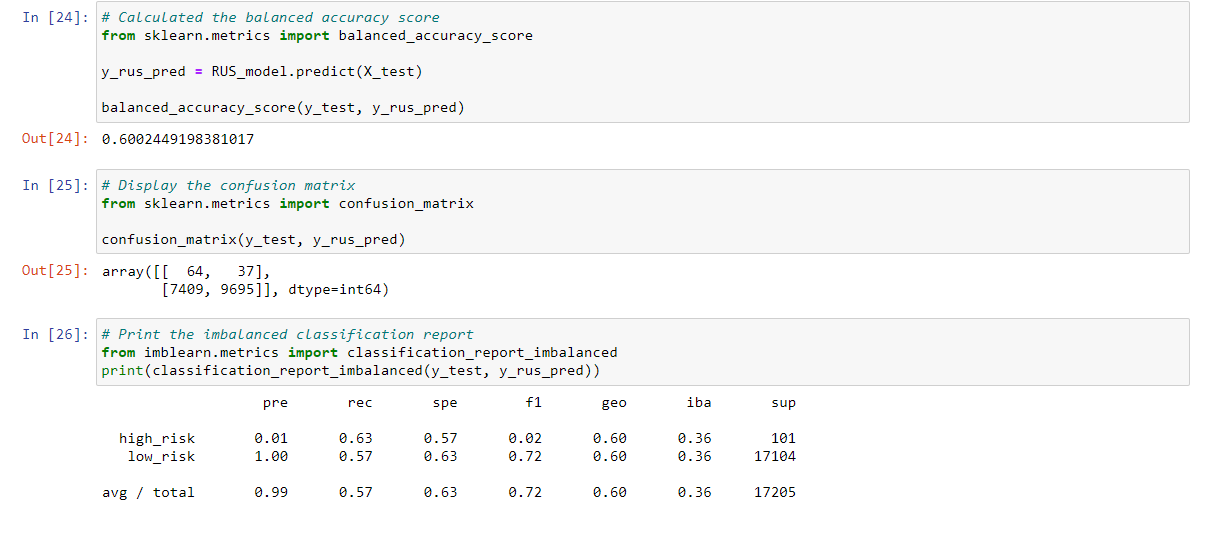 In [24]: # Calculated the balanced accuracy score
from sklearn.metrics import balanced_accuracy_score
y_rus_pred = RUS_model.predict(X_test)
balanced_accuracy_score(y_test, y_rus_pred)
Out[24]: 0.6002449198381017
In [25]: # Display the confusion matrix
from sklearn.metrics import confusion_matrix
confusion_matrix(y_test, y_rus_pred)
Out[25]: array([[  64,   37],
       [7409, 9695]], dtype=int64)
In [26]: # Print the imbalanced classification report
from imblearn.metrics import classification_report_imbalanced
print(classification_report_imbalanced(y_test, y_rus_pred))
pre rec spe f1 geo iba sup
high_risk 0.01 0.63 0.57 0.02 0.60 0.36 101
low_risk 1.00 0.57 0.63 0.72 0.60 0.36 17104
avg / total 0.99 0.57 0.63 0.72 0.60 0.36 17205